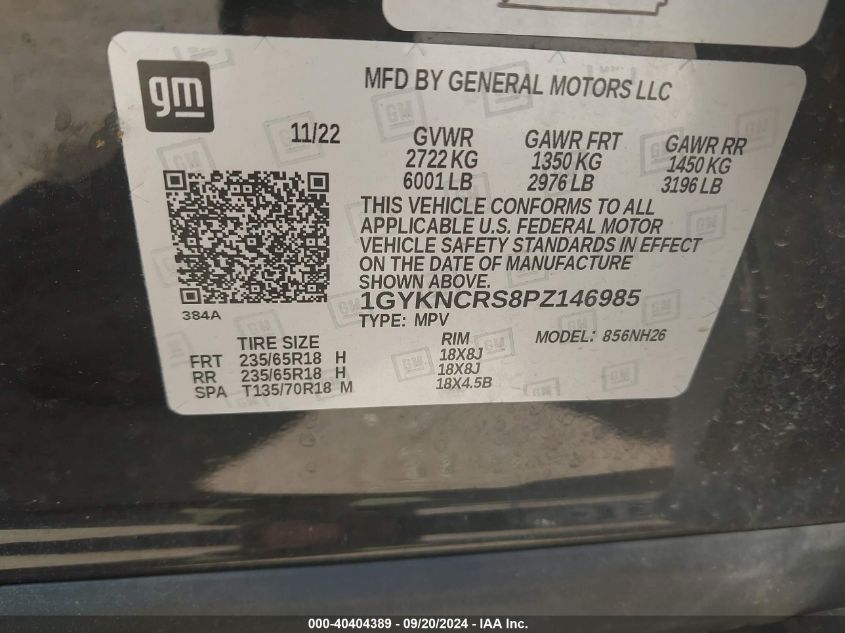 gm
MFD BY GENERAL MOTORS LLC
11/22
GVWR GAWR FRT GAWR RR
2722 KG 1350 KG 1450 KG
6001 LB 2976 LB 3196 LB
THIS VEHICLE CONFORMS TO ALL
APPLICABLE U.S. FEDERAL MOTOR
VEHICLE SAFETY STANDARDS IN EFFECT
ON THE DATE OF MANUFACTURE
SHOWN ABOVE.
384A
1GYKNCRS8PZ146985
TYPE: MPV
TIRE SIZE RIM MODEL: 856NH26
FRT 235/65R18 H 18X8J
RR 235/65R18 H 18X8J
SPA T135/70R18 M 18X4.5B
000-40404389 - 09/20/2024 - IAA Inc.